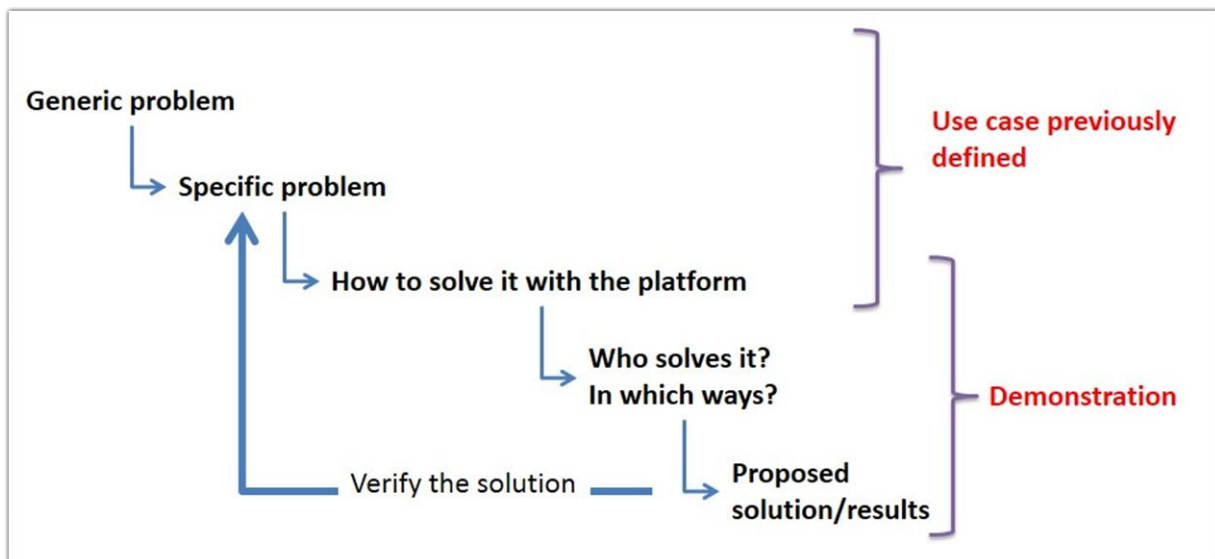 Generic problem
Use case previously
defined
Specific problem
How to solve it with the platform
Who solves it?
In which ways?
Demonstration
Verify the solution
Proposed
solution/results